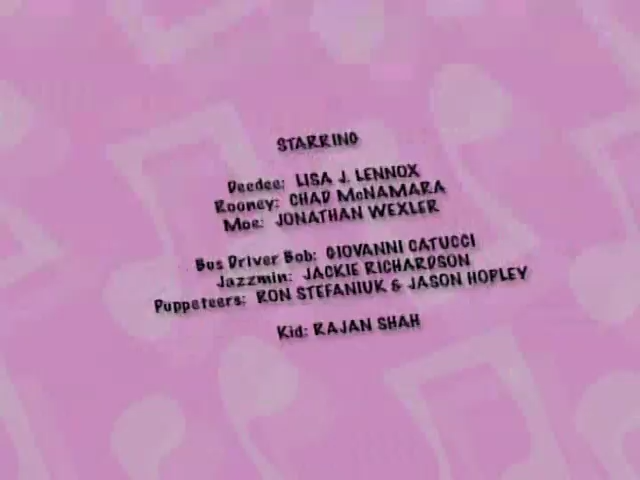 STARRING
Deedee: LISA J. LENNOX
Rooney: CHAD McNAMARA
Moe: JONATHAN WEXLER
Bus Driver Bob: GIOVANNI CATUCCI
Jazzmin: JACKIE RICHARDSON
Puppeteers: RON STEFANIUK & JASON HOPLEY
Kid: RAJAN SHAH